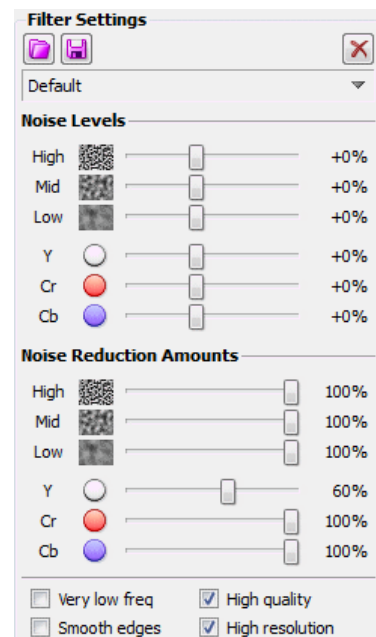 Filter Settings
Default
Noise Levels
High +0%
Mid +0%
Low +0%
Y +0%
Cr +0%
Cb +0%
Noise Reduction Amounts
High 100%
Mid 100%
Low 100%
Y 60%
Cr 100%
Cb 100%
Very low freq High quality
Smooth edges High resolution